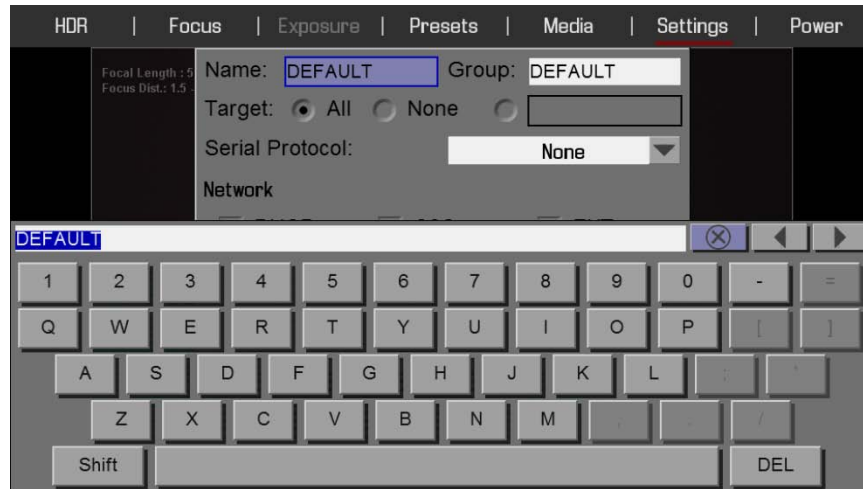 HDR | Focus | Exposure | Presets | Media | Settings | Power
Focal Length : 5
Focus Dist.: 1.5
Name: DEFAULT Group: DEFAULT
Target: All None
Serial Protocol: None
Network
DEFAULT
1 2 3 4 5 6 7 8 9 0 - =
Q W E R T Y U I O P [ ]
A S D F G H J K L ; '
Z X C V B N M , . /
Shift DEL